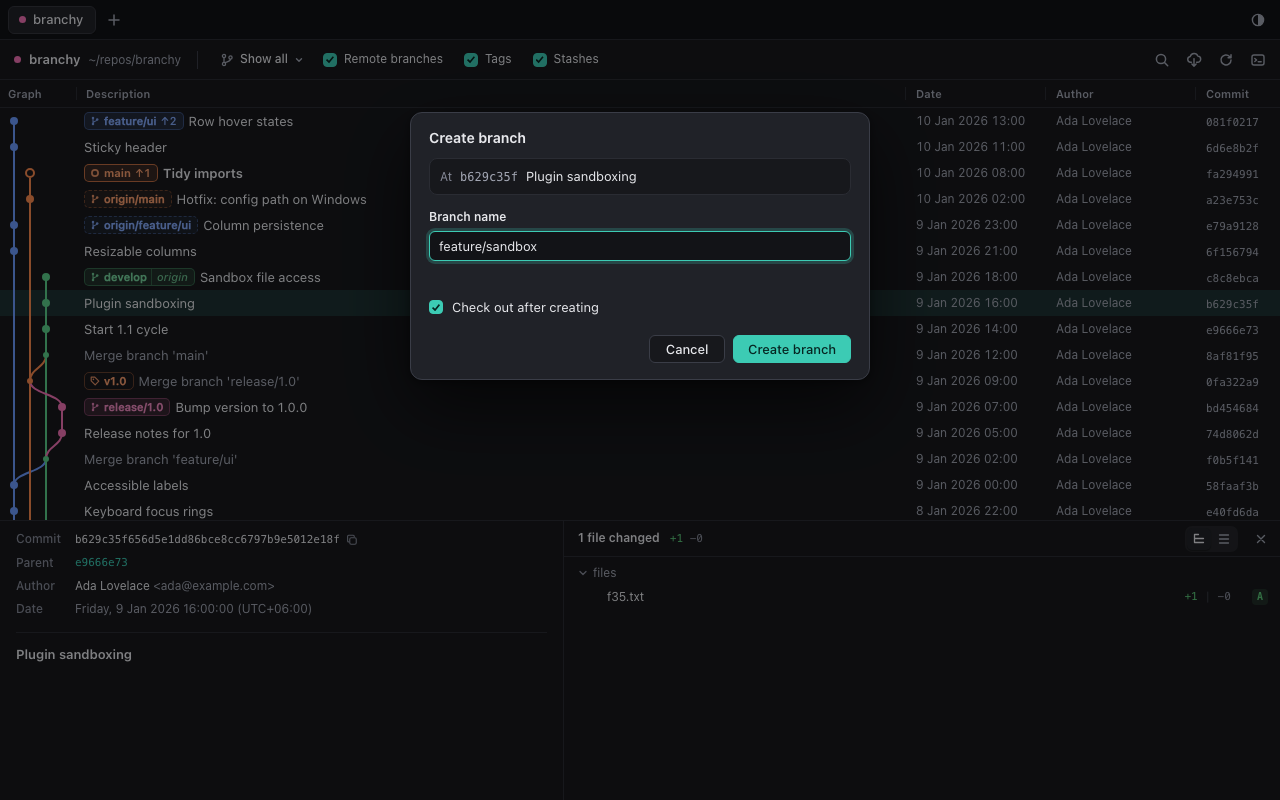 branchy
branchy ~/repos/branchy Show all Remote branches Tags Stashes
Graph Description Date Author Commit
feature/ui ↑2 Row hover states 10 Jan 2026 13:00 Ada Lovelace 081f0217
Sticky header 10 Jan 2026 11:00 Ada Lovelace 6d6e8b2f
main ↑1 Tidy imports 10 Jan 2026 08:00 Ada Lovelace fa294991
origin/main Hotfix: config path on Windows 10 Jan 2026 02:00 Ada Lovelace a23e753c
origin/feature/ui Column persistence 9 Jan 2026 23:00 Ada Lovelace e79a9128
Resizable columns 9 Jan 2026 21:00 Ada Lovelace 6f156794
develop origin Sandbox file access 9 Jan 2026 18:00 Ada Lovelace c8c8ebca
Plugin sandboxing 9 Jan 2026 16:00 Ada Lovelace b629c35f
Start 1.1 cycle 9 Jan 2026 14:00 Ada Lovelace e9666e73
Merge branch 'main' 9 Jan 2026 12:00 Ada Lovelace 8af81f95
v1.0 Merge branch 'release/1.0' 9 Jan 2026 09:00 Ada Lovelace 0fa322a9
release/1.0 Bump version to 1.0.0 9 Jan 2026 07:00 Ada Lovelace bd454684
Release notes for 1.0 9 Jan 2026 05:00 Ada Lovelace 74d8062d
Merge branch 'feature/ui' 9 Jan 2026 02:00 Ada Lovelace f0b5f141
Accessible labels 9 Jan 2026 00:00 Ada Lovelace 58faaf3b
Keyboard focus rings 8 Jan 2026 22:00 Ada Lovelace e40fd6da
Create branch
At b629c35f Plugin sandboxing
Branch name
feature/sandbox
Check out after creating
Cancel Create branch
Commit b629c35f656d5e1dd86bce8cc6797b9e5012e18f
Parent e9666e73
Author Ada Lovelace <ada@example.com>
Date Friday, 9 Jan 2026 16:00:00 (UTC+06:00)
Plugin sandboxing
1 file changed +1 −0
files
f35.txt +1 −0 A